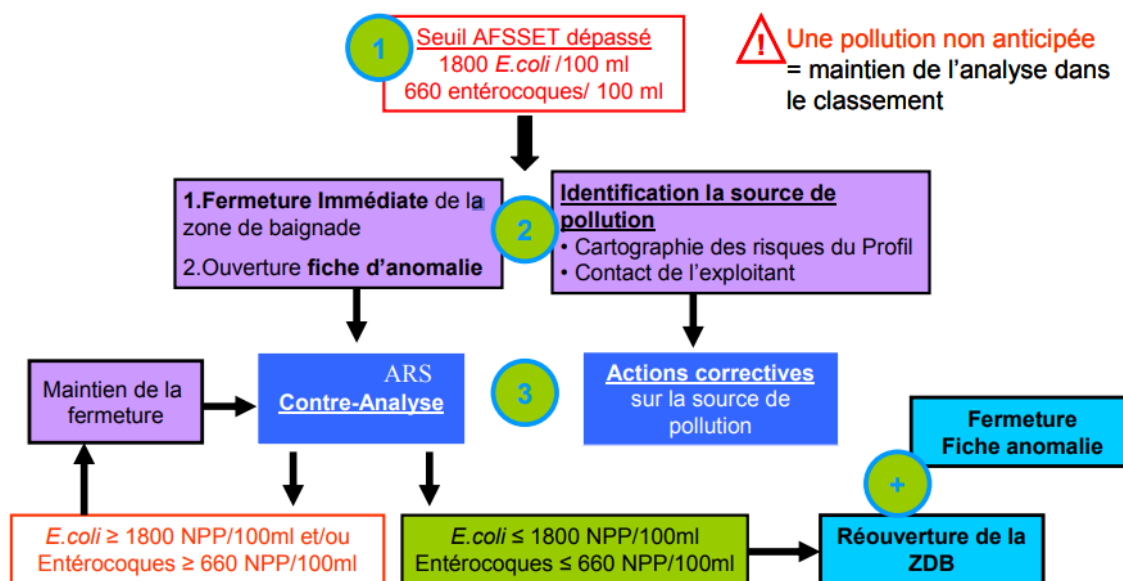 1
Seuil AFSSET dépassé
1800 E.coli /100 ml
660 entérocoques/ 100 ml
!
Une pollution non anticipée
= maintien de l'analyse dans
le classement
1.Fermeture Immédiate de la
zone de baignade
2.Ouverture fiche d'anomalie
2
Identification la source de
pollution
• Cartographie des risques du Profil
• Contact de l'exploitant
Maintien de la
fermeture
ARS
Contre-Analyse
3
Actions correctives
sur la source de
pollution
Fermeture
Fiche anomalie
+
E.coli ≥ 1800 NPP/100ml et/ou
Entérocoques ≥ 660 NPP/100ml
E.coli ≤ 1800 NPP/100ml
Entérocoques ≤ 660 NPP/100ml
Réouverture de la
ZDB